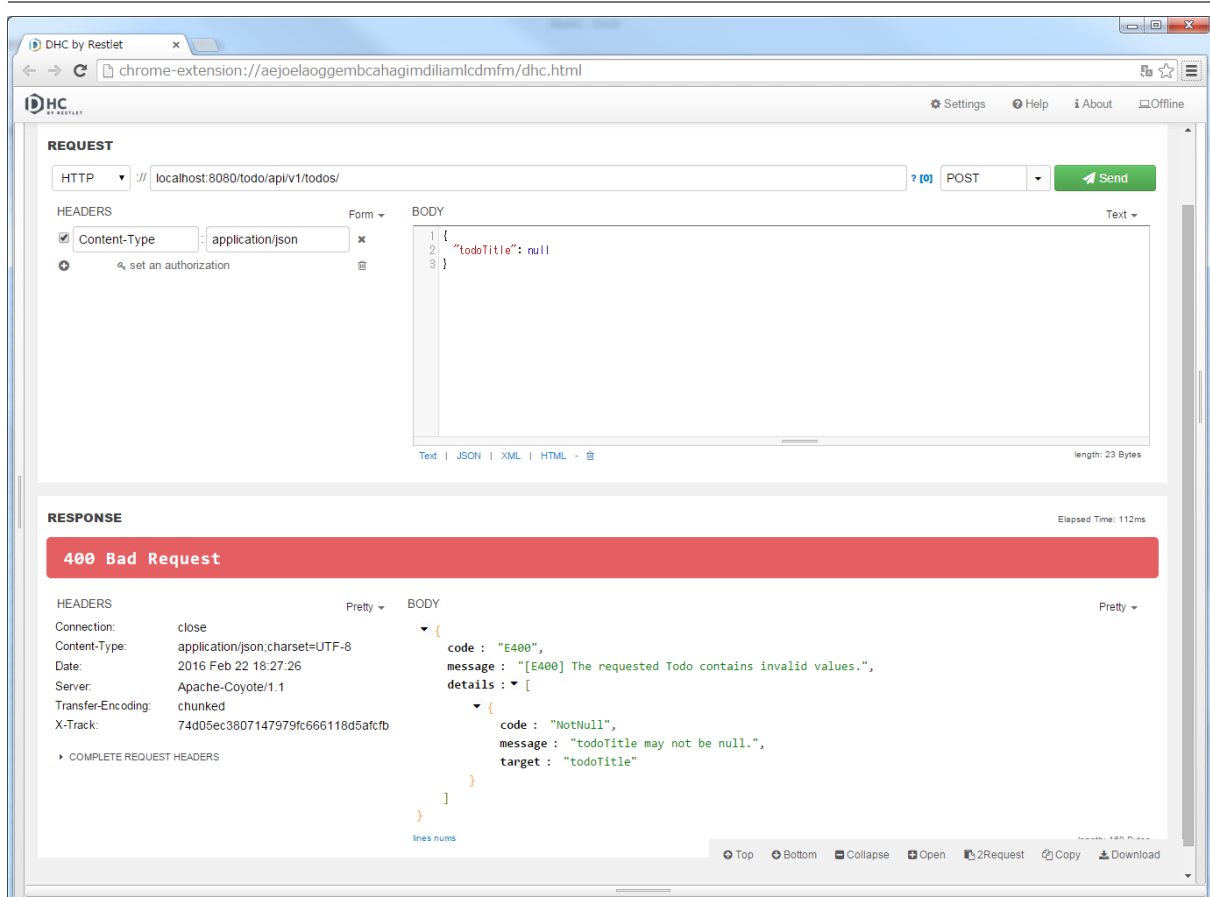 DHC by Restlet
chrome-extension://aejoelaoggembcahagimdiliamlcdmfm/dhc.html
DHC BY RESTLET Settings Help About Offline
REQUEST
HTTP :// localhost:8080/todo/api/v1/todos/ ? [0] POST Send
HEADERS Form BODY Text
Content-Type : application/json
set an authorization
1 {
2 "todoTitle": null
3 }
Text | JSON | XML | HTML - length: 23 Bytes
RESPONSE Elapsed Time: 112ms
400 Bad Request
HEADERS Pretty BODY Pretty
Connection: close
Content-Type: application/json;charset=UTF-8
Date: 2016 Feb 22 18:27:26
Server: Apache-Coyote/1.1
Transfer-Encoding: chunked
X-Track: 74d05ec3807147979fc666118d5afcfb
COMPLETE REQUEST HEADERS
{
code : "E400",
message : "[E400] The requested Todo contains invalid values.",
details : [
{
code : "NotNull",
message : "todoTitle may not be null.",
target : "todoTitle"
}
]
}
lines nums
Top Bottom Collapse Open 2Request Copy Download